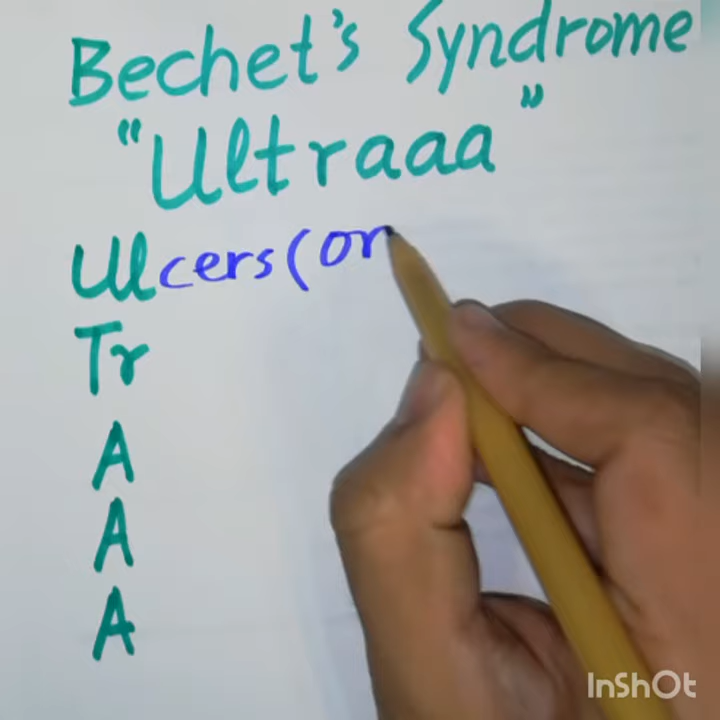 Bechet's Syndrome
"Ultraaa"
Ulcers (or
Tr
A
A
A
InShOt